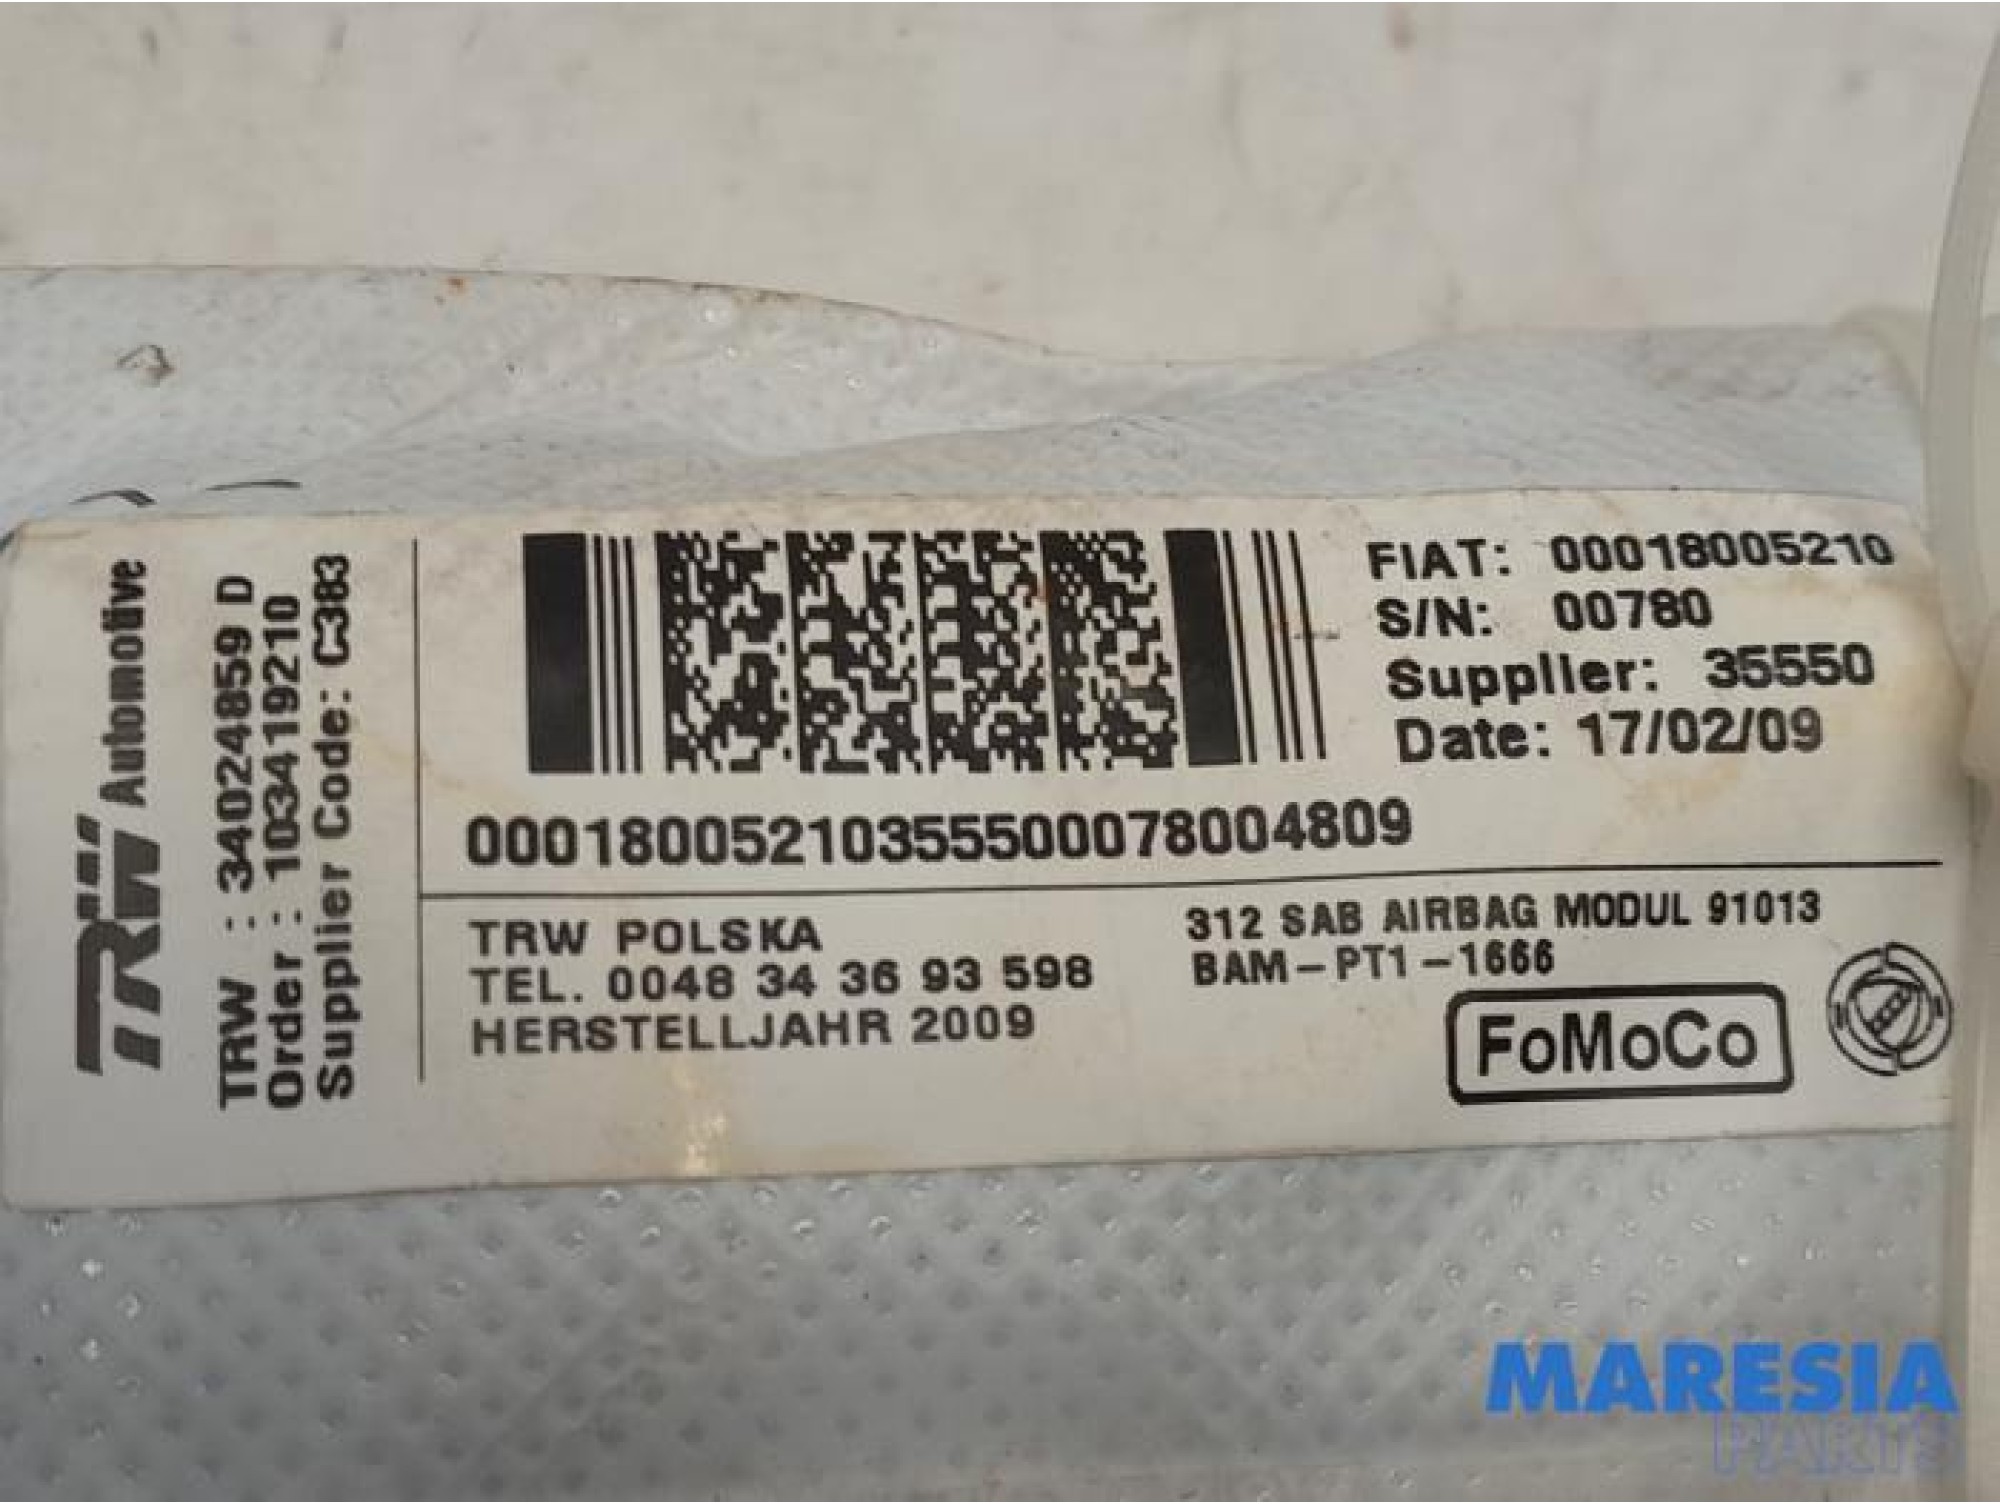 TRW Automotive
TRW : 34024859 D
Order : 103419210
Supplier Code: C383
FIAT: 00018005210
S/N: 00780
Supplier: 35550
Date: 17/02/09
00018005210355500078004809
TRW POLSKA
TEL. 0048 34 36 93 598
HERSTELLJAHR 2009
312 SAB AIRBAG MODUL 91013
BAM-PT1-1666
FoMoCo
MARESIA
PARTS